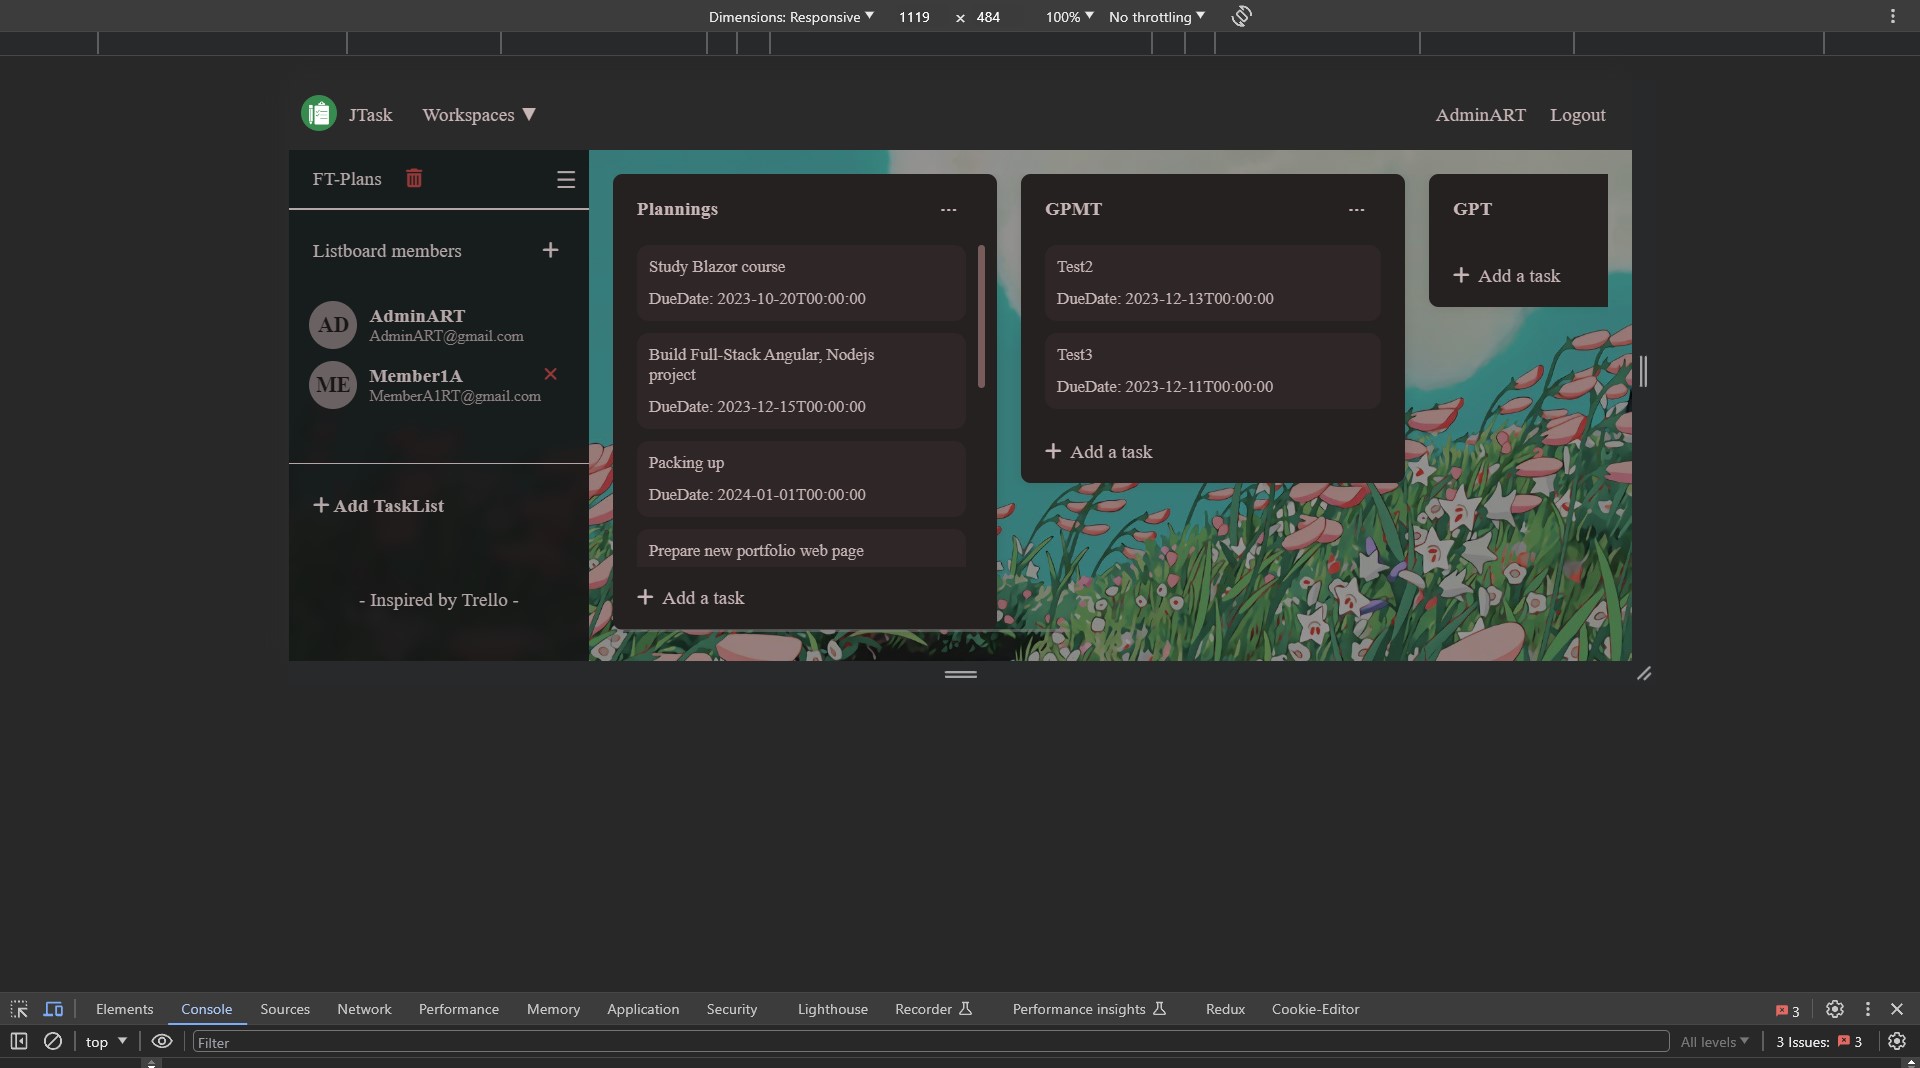 Dimensions: Responsive ▼ 1119 × 484 100% ▼ No throttling ▼
JTask Workspaces ▼ AdminART Logout
FT-Plans
Listboard members +
AD AdminART
AdminART@gmail.com
ME Member1A
MemberA1RT@gmail.com
+ Add TaskList
- Inspired by Trello -
Plannings ...
Study Blazor course
DueDate: 2023-10-20T00:00:00
Build Full-Stack Angular, Nodejs
project
DueDate: 2023-12-15T00:00:00
Packing up
DueDate: 2024-01-01T00:00:00
Prepare new portfolio web page
+ Add a task
GPMT ...
Test2
DueDate: 2023-12-13T00:00:00
Test3
DueDate: 2023-12-11T00:00:00
+ Add a task
GPT
+ Add a task
Elements Console Sources Network Performance Memory Application Security Lighthouse Recorder Performance insights Redux Cookie-Editor 3
top ▼ Filter All levels ▼ 3 Issues: 3